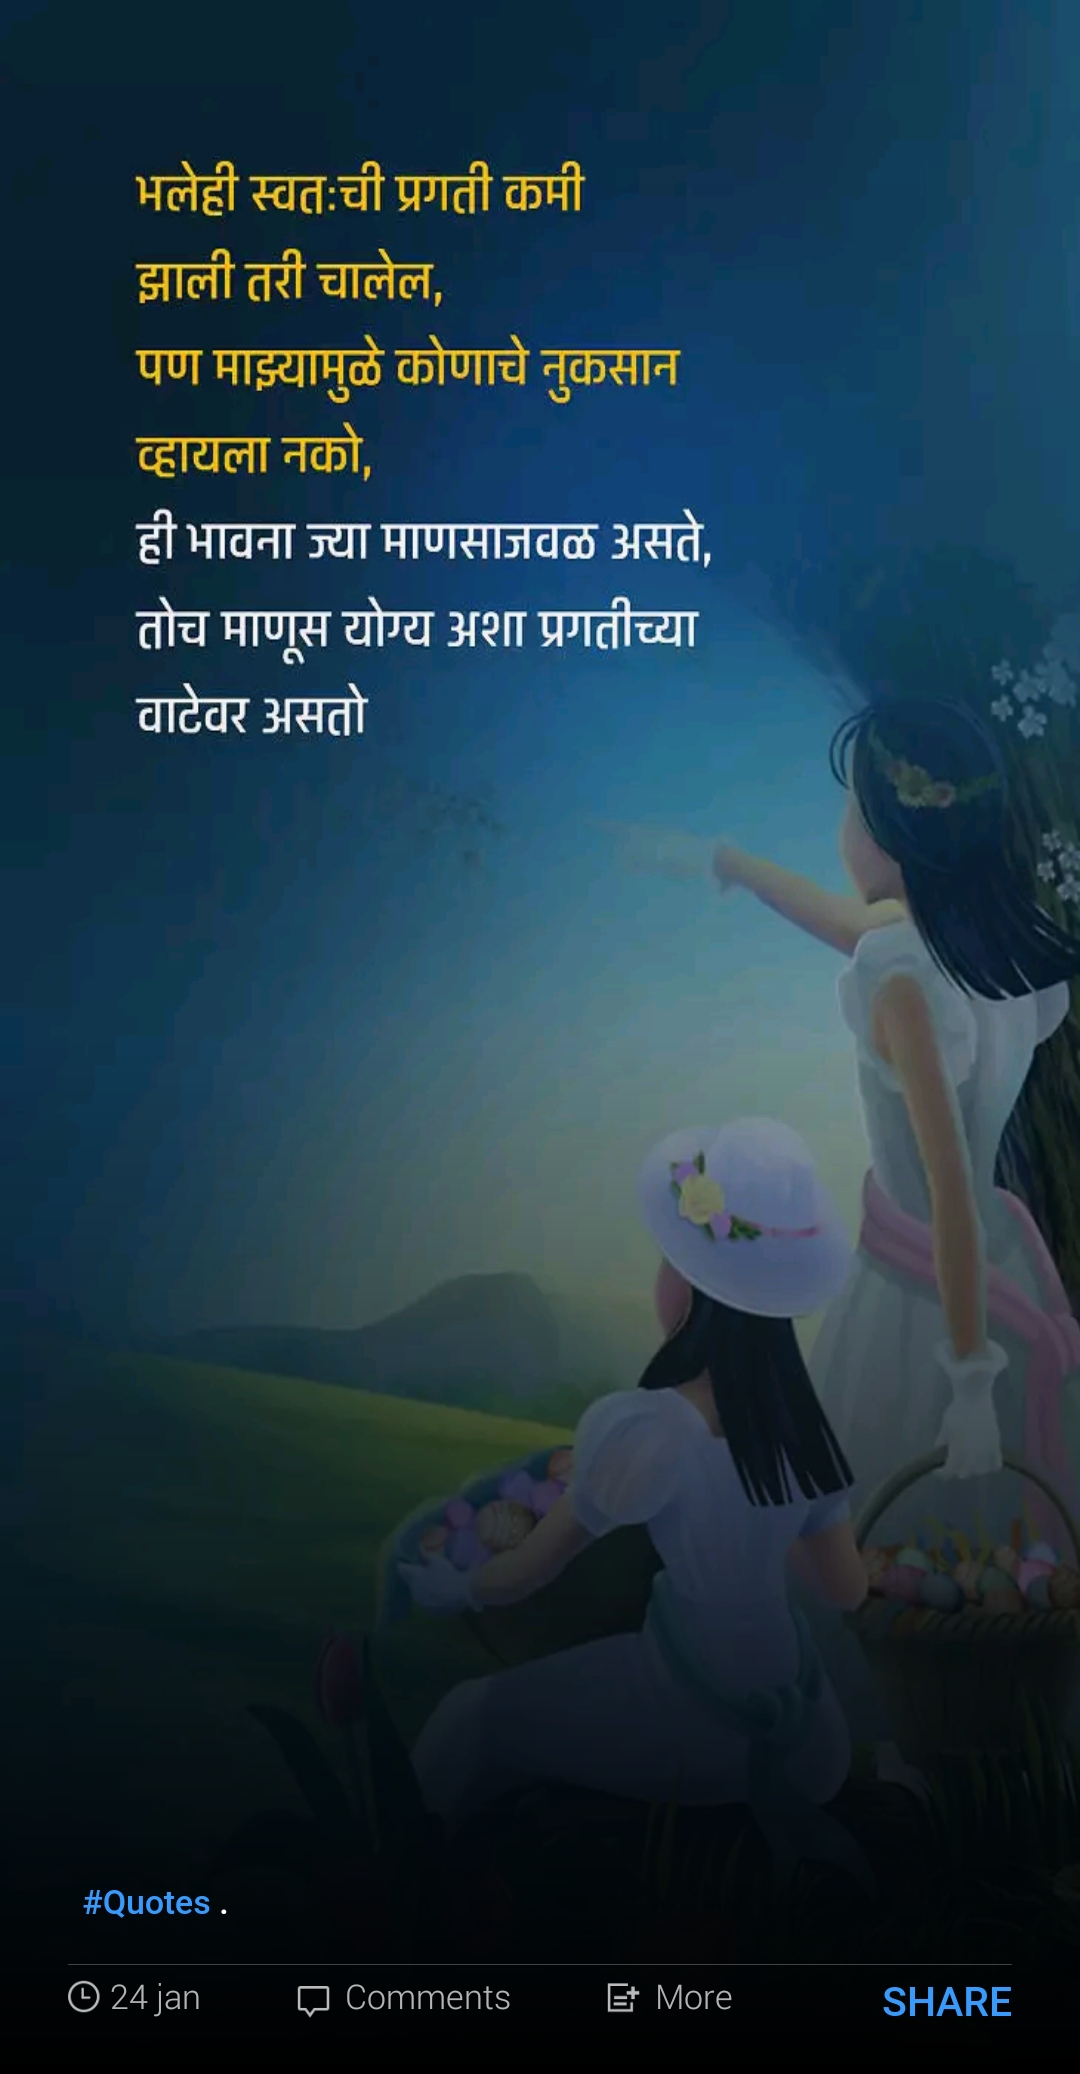 भलेही स्वतःची प्रगती कमी
झाली तरी चालेल,
पण माझ्यामुळे कोणाचे नुकसान
व्हायला नको,
ही भावना ज्या माणसाजवळ असते,
तोच माणूस योग्य अशा प्रगतीच्या
वाटेवर असतो
#Quotes .
24 jan Comments More SHARE